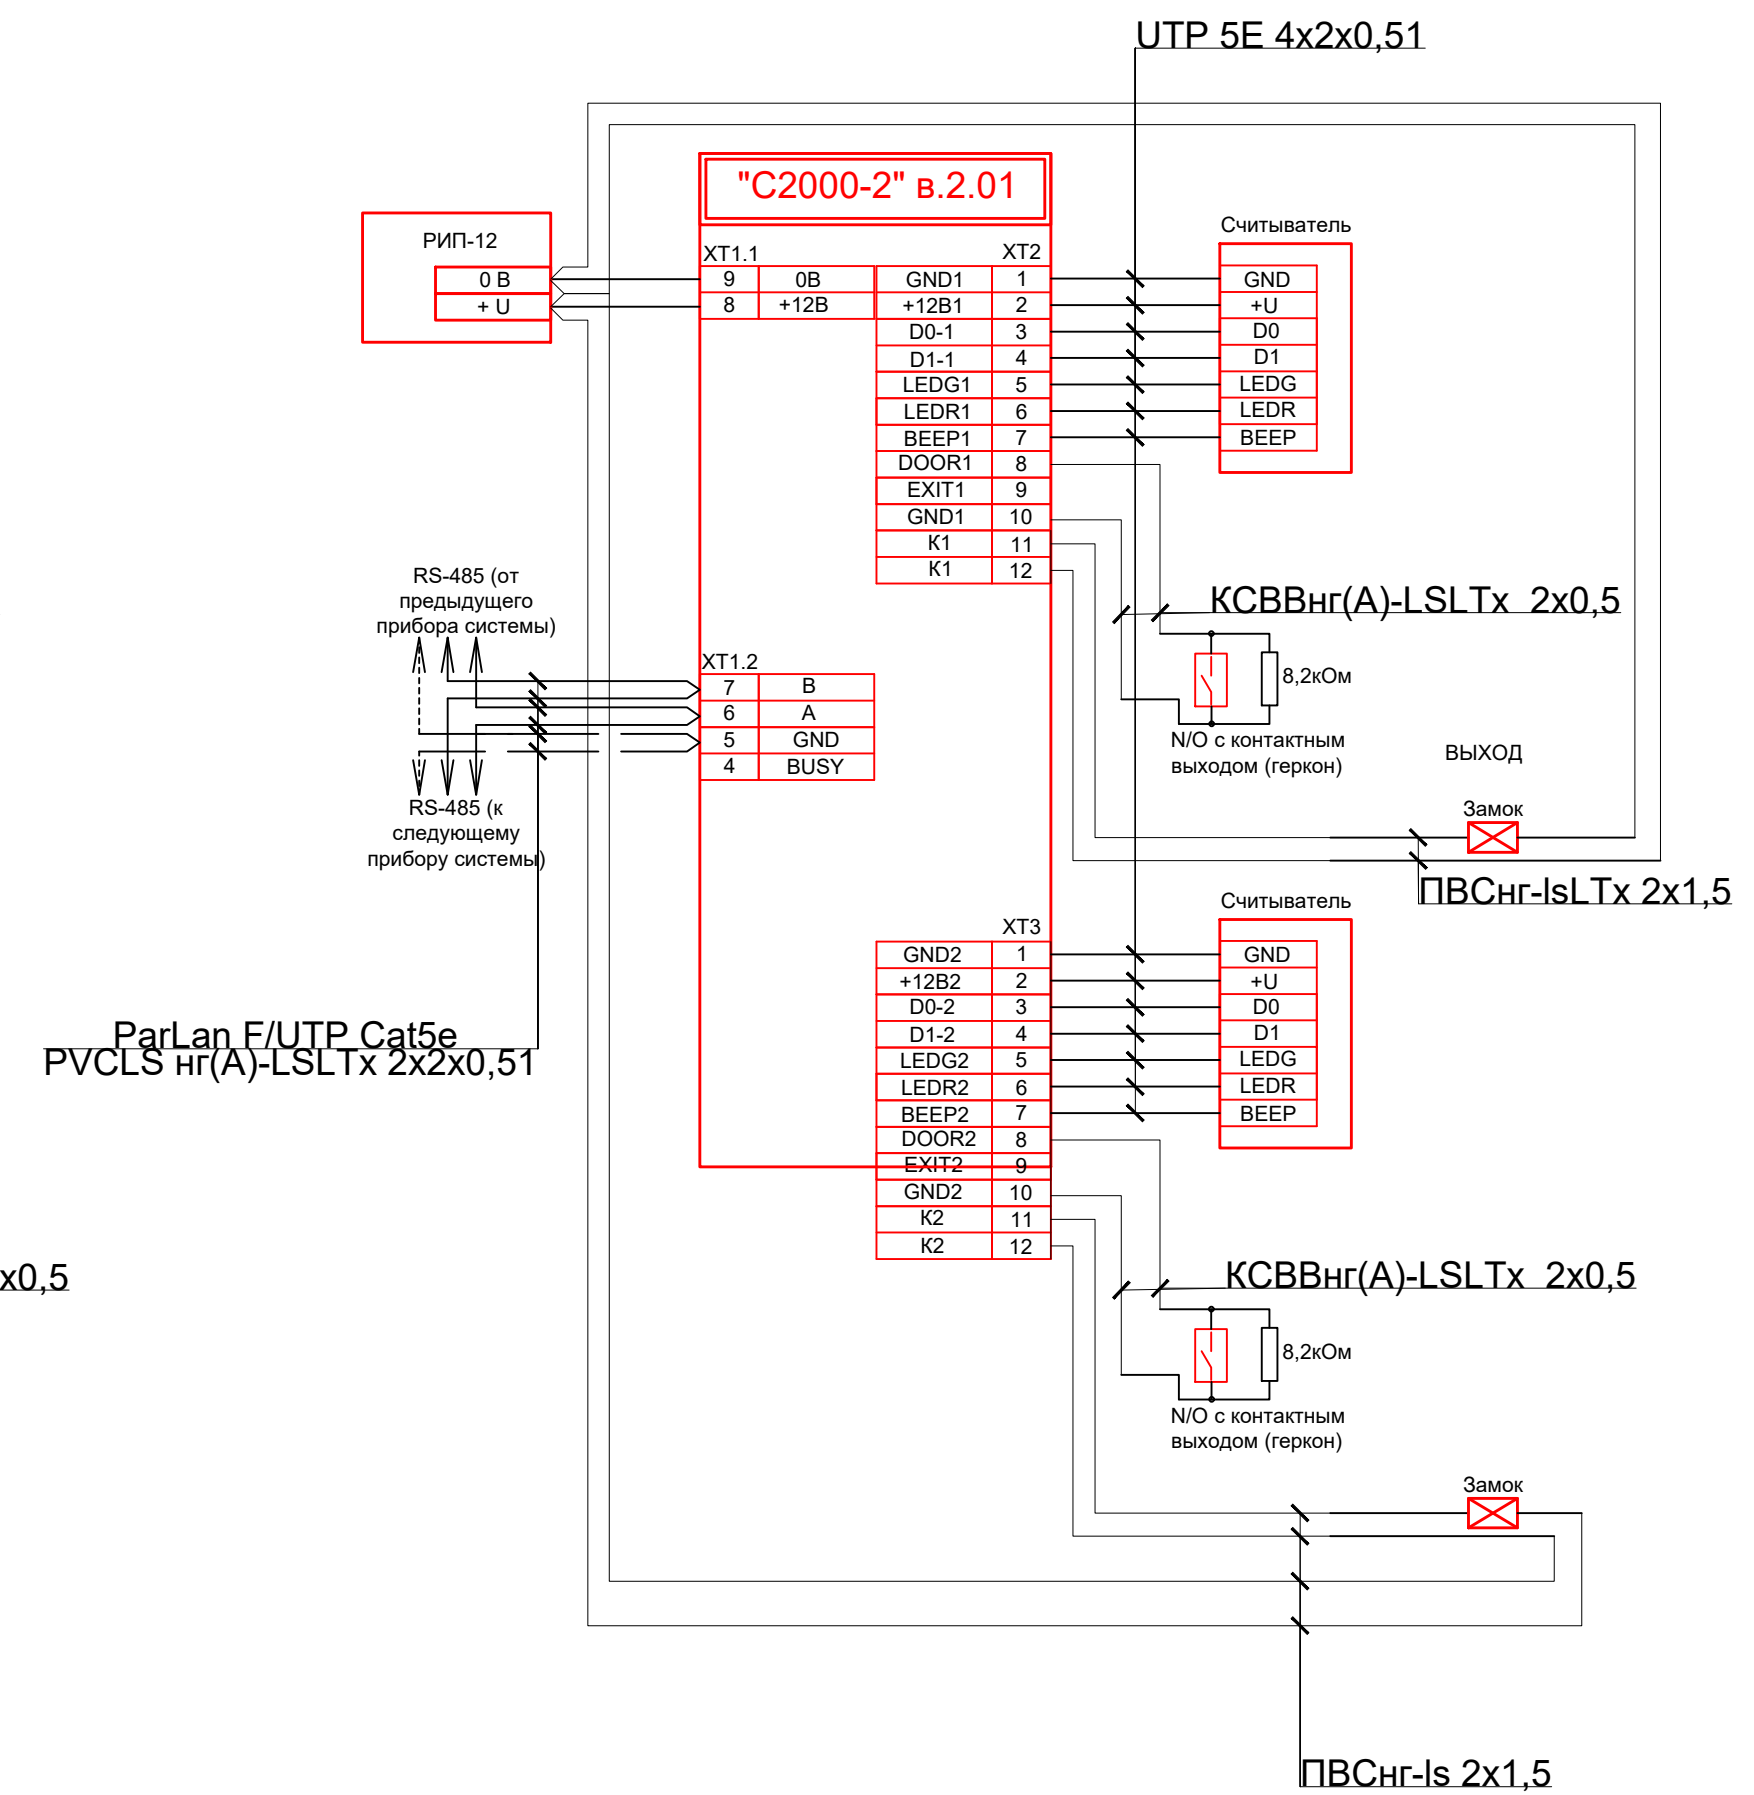 UTP 5E 4x2x0,51
"С2000-2" в.2.01
РИП-12
0 В
+ U
XT1.1
9 0В
8 +12В
XT2
GND1 1
+12В1 2
D0-1 3
D1-1 4
LEDG1 5
LEDR1 6
BEEP1 7
DOOR1 8
EXIT1 9
GND1 10
К1 11
К1 12
Считыватель
GND
+U
D0
D1
LEDG
LEDR
BEEP
КСВВнг(А)-LSLTx 2x0,5
8,2кОм
N/O с контактным
выходом (геркон)
ВЫХОД
Замок
ПВСнг-lsLTx 2x1,5
RS-485 (от
предыдущего
прибора системы)
XT1.2
7 B
6 A
5 GND
4 BUSY
RS-485 (к
следующему
прибору системы)
ParLan F/UTP Cat5e
PVCLS нг(А)-LSLTx 2x2x0,51
XT3
GND2 1
+12В2 2
D0-2 3
D1-2 4
LEDG2 5
LEDR2 6
BEEP2 7
DOOR2 8
EXIT2 9
GND2 10
К2 11
К2 12
Считыватель
GND
+U
D0
D1
LEDG
LEDR
BEEP
x0,5
КСВВнг(А)-LSLTx 2x0,5
8,2кОм
N/O с контактным
выходом (геркон)
Замок
ПВСнг-ls 2x1,5